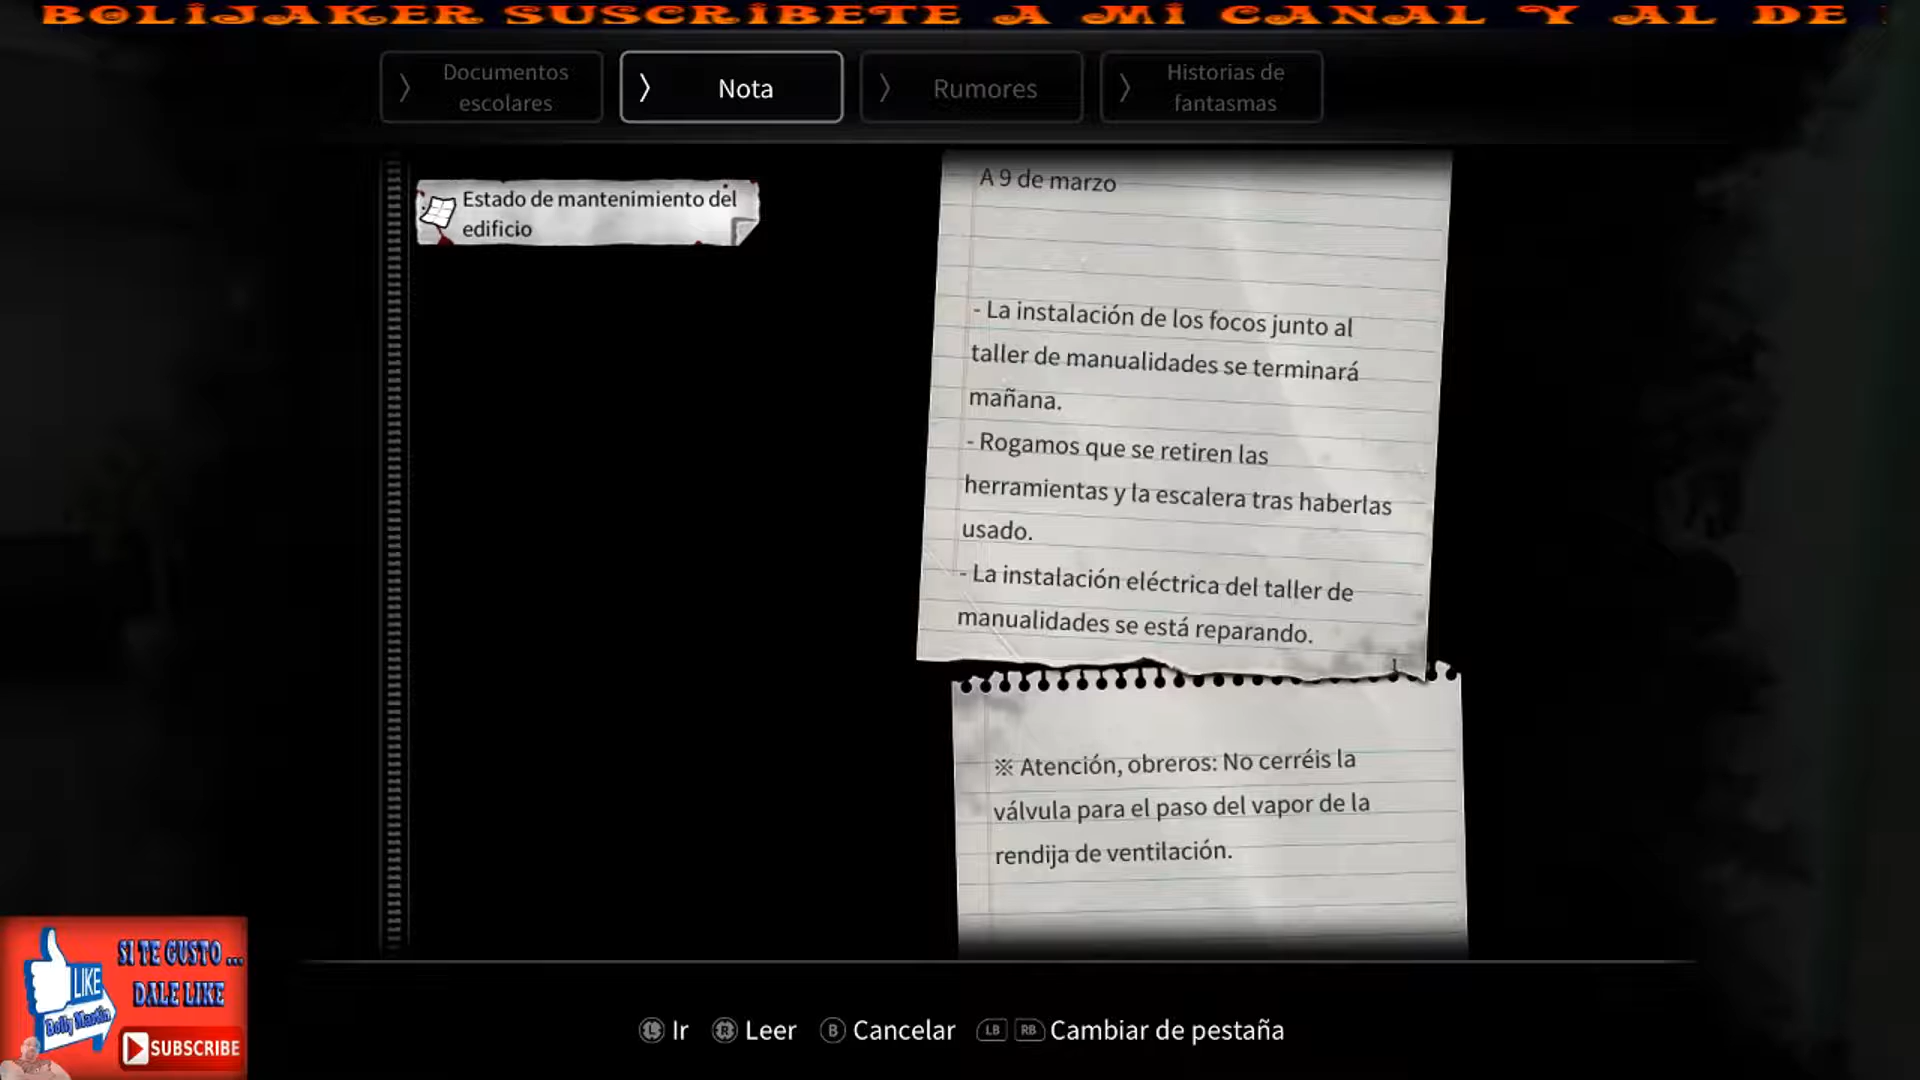 BOLIJAKER SUSCRIBETE A MI CANAL Y AL DE
Documentos
escolares
Nota
Rumores
Historias de
fantasmas
Estado de mantenimiento del
edificio
A 9 de marzo
- La instalación de los focos junto al
taller de manualidades se terminará
mañana.
- Rogamos que se retiren las
herramientas y la escalera tras haberlas
usado.
- La instalación eléctrica del taller de
manualidades se está reparando.
※ Atención, obreros: No cerréis la
válvula para el paso del vapor de la
rendija de ventilación.
SI TE GUSTO ...
DALE LIKE
LIKE
Bolly Martin
SUBSCRIBE
L Ir R Leer B Cancelar LB RB Cambiar de pestaña